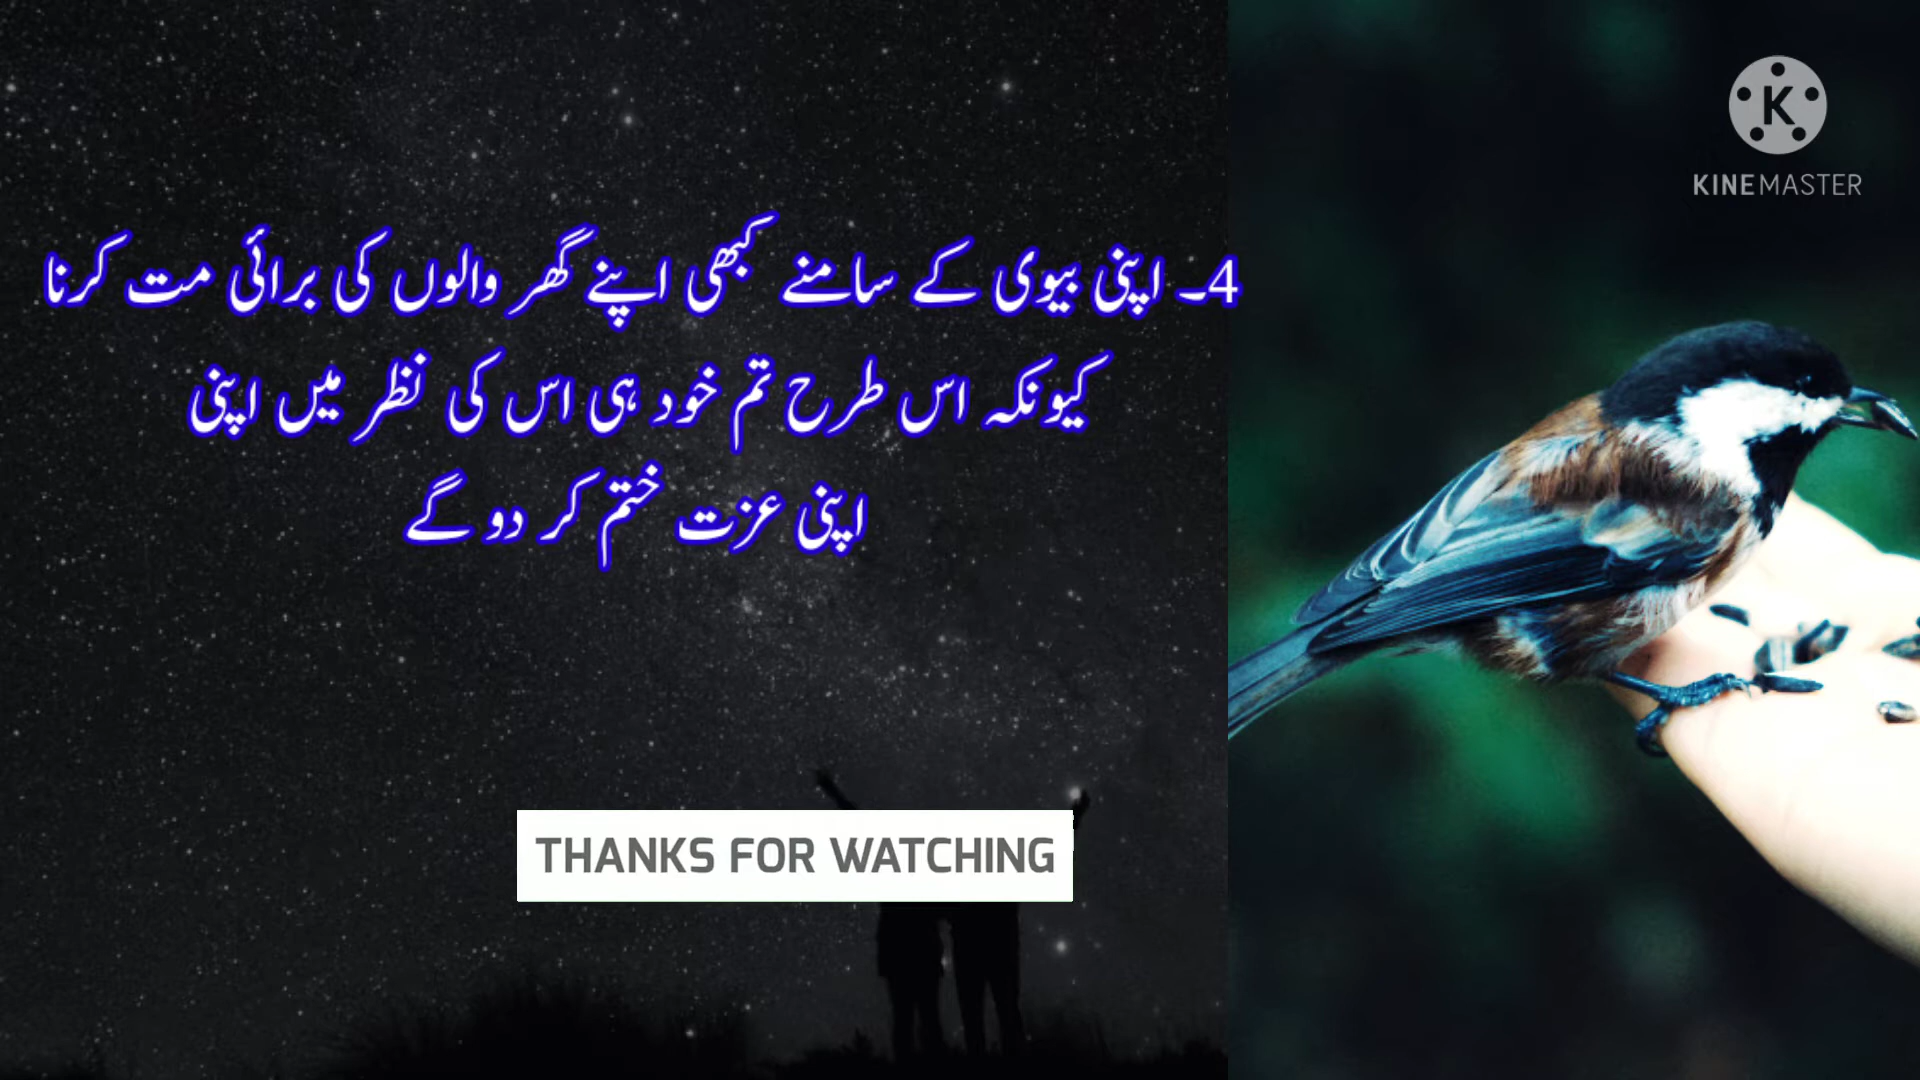 4۔ اپنی بیوی کے سامنے کبھی اپنے گھر والوں کی برائی مت کرنا
کیونکہ اس طرح تم خود ہی اس کی نظر میں اپنی
اپنی عزت ختم کر دو گے
THANKS FOR WATCHING
K
KINEMASTER